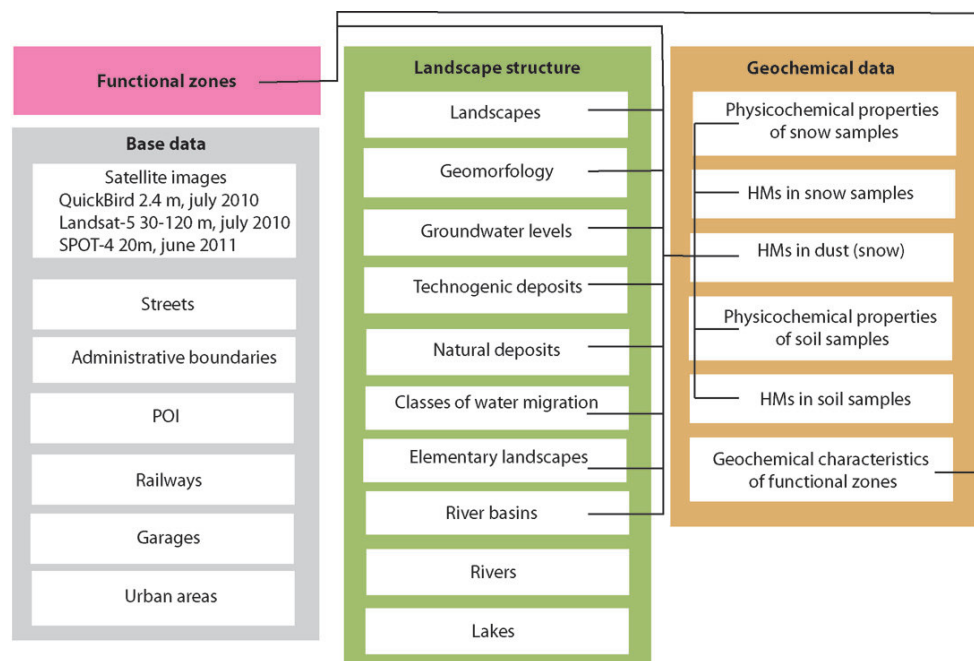 Functional zones
Base data
Satellite images
QuickBird 2.4 m, july 2010
Landsat-5 30-120 m, july 2010
SPOT-4 20m, june 2011
Streets
Administrative boundaries
POI
Railways
Garages
Urban areas
Landscape structure
Landscapes
Geomorfology
Groundwater levels
Technogenic deposits
Natural deposits
Classes of water migration
Elementary landscapes
River basins
Rivers
Lakes
Geochemical data
Physicochemical properties
of snow samples
HMs in snow samples
HMs in dust (snow)
Physicochemical properties
of soil samples
HMs in soil samples
Geochemical characteristics
of functional zones